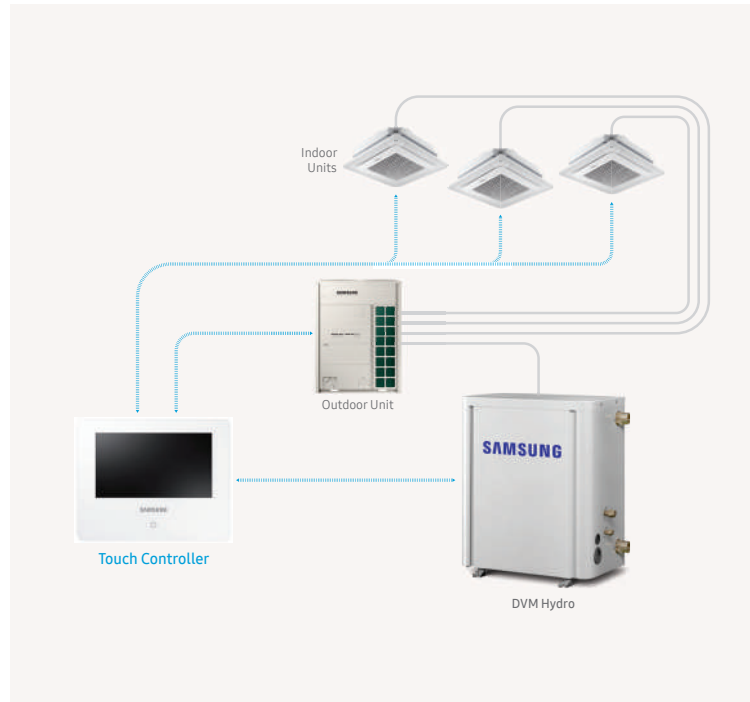 Indoor
Units
SAMSUNG
Outdoor Unit
SAMSUNG
SAMSUNG
Touch Controller
DVM Hydro